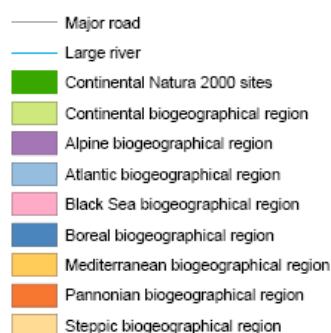 Major road
Large river
Continental Natura 2000 sites
Continental biogeographical region
Alpine biogeographical region
Atlantic biogeographical region
Black Sea biogeographical region
Boreal biogeographical region
Mediterranean biogeographical region
Pannonian biogeographical region
Steppic biogeographical region